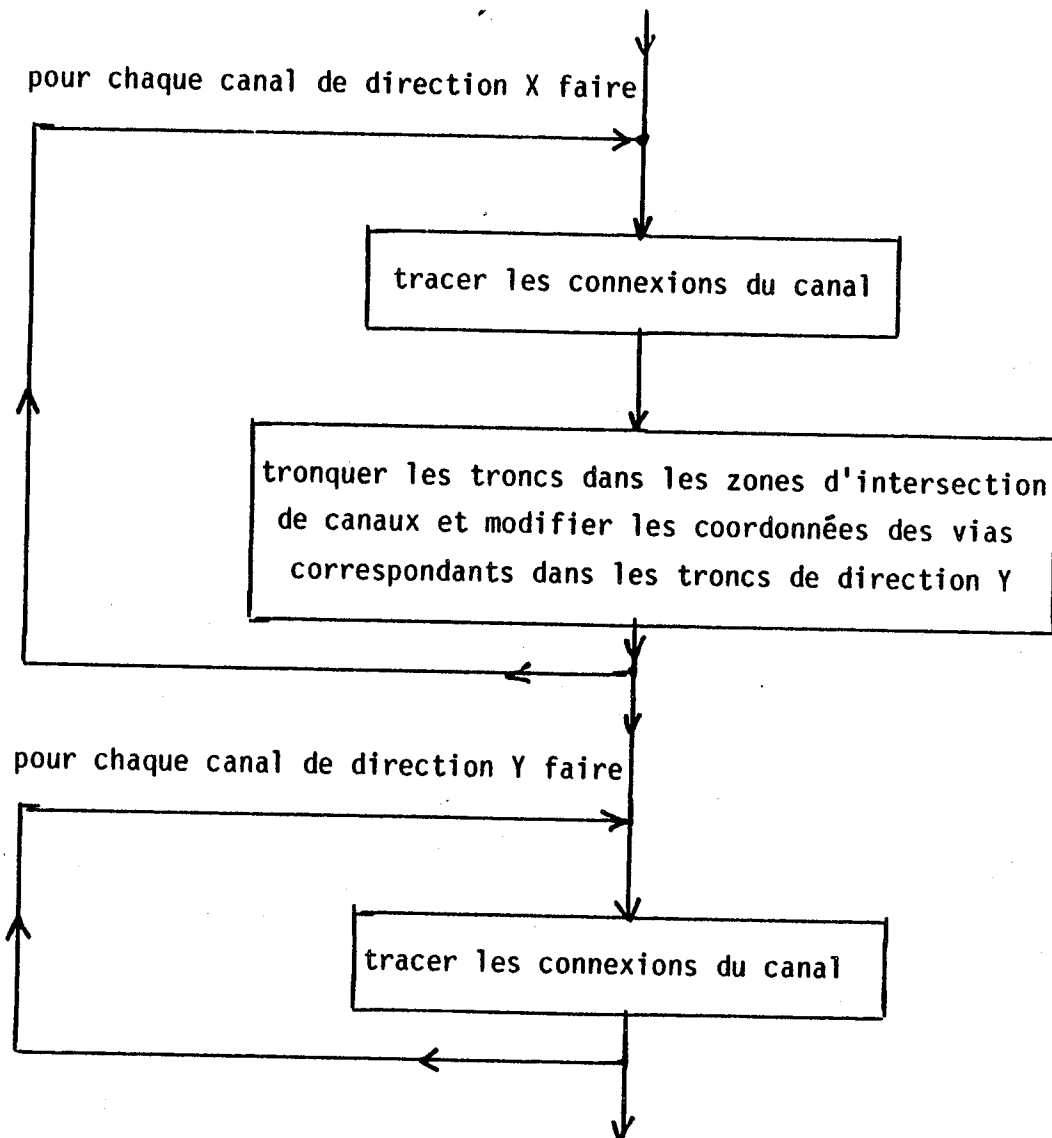 pour chaque canal de direction X faire
tracer les connexions du canal
tronquer les troncs dans les zones d'intersection
de canaux et modifier les coordonnées des vias
correspondants dans les troncs de direction Y
pour chaque canal de direction Y faire
tracer les connexions du canal